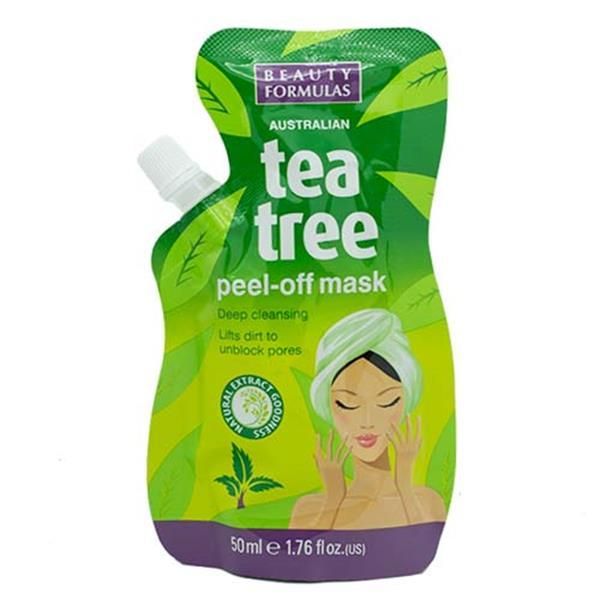 BEAUTY
FORMULAS
AUSTRALIAN
tea
tree
peel-off mask
Deep cleansing
Lifts dirt to
unblock pores
NATURAL EXTRACT GOODNESS
50ml e 1.76 fl oz.(US)